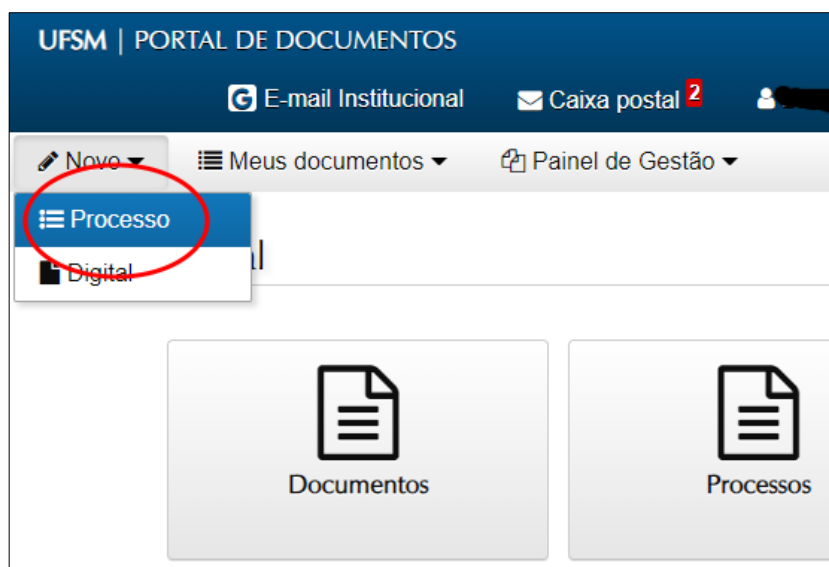 UFSM | PORTAL DE DOCUMENTOS
G E-mail Institucional Caixa postal 2
Novo Meus documentos Painel de Gestão
Processo
Digital
al
Documentos Processos